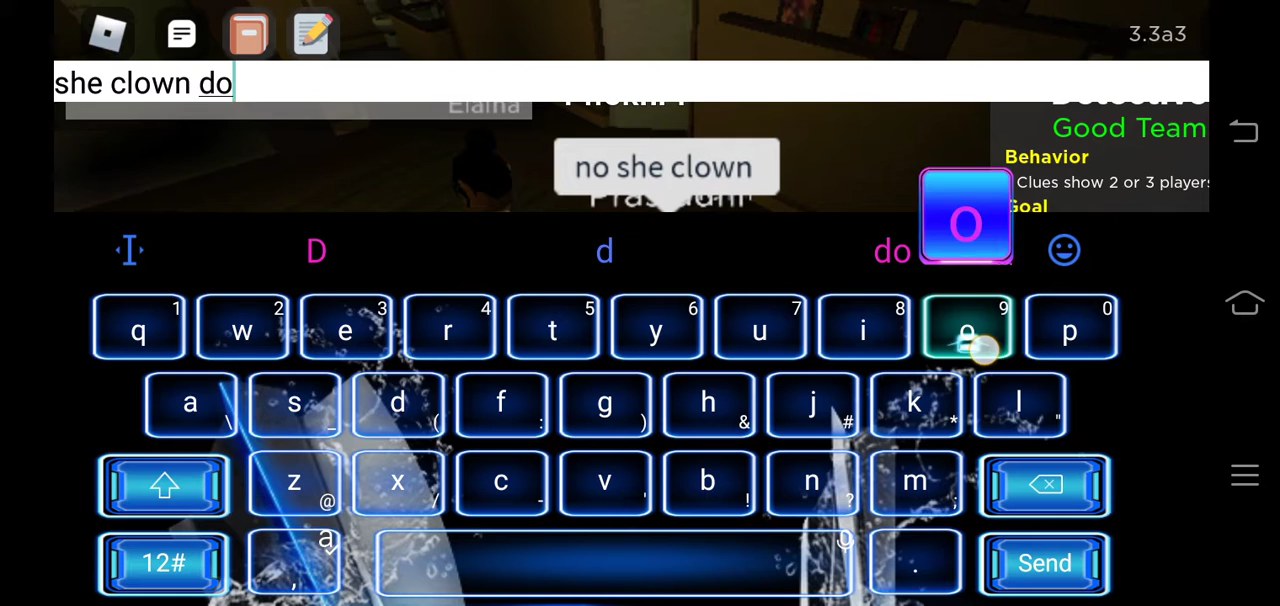 3.3a3
she clown do
Elaina
Good Team
Behavior
no she clown
Clues show 2 or 3 players
Goal
o
D d do
q 1 w 2 e 3 r 4 t 5 y 6 u 7 i 8 o 9 p 0
a \ s _ d ( f : g ) h & j # k * l "
z @ x / c - v ' b ! n ? m ;
12# , . Send